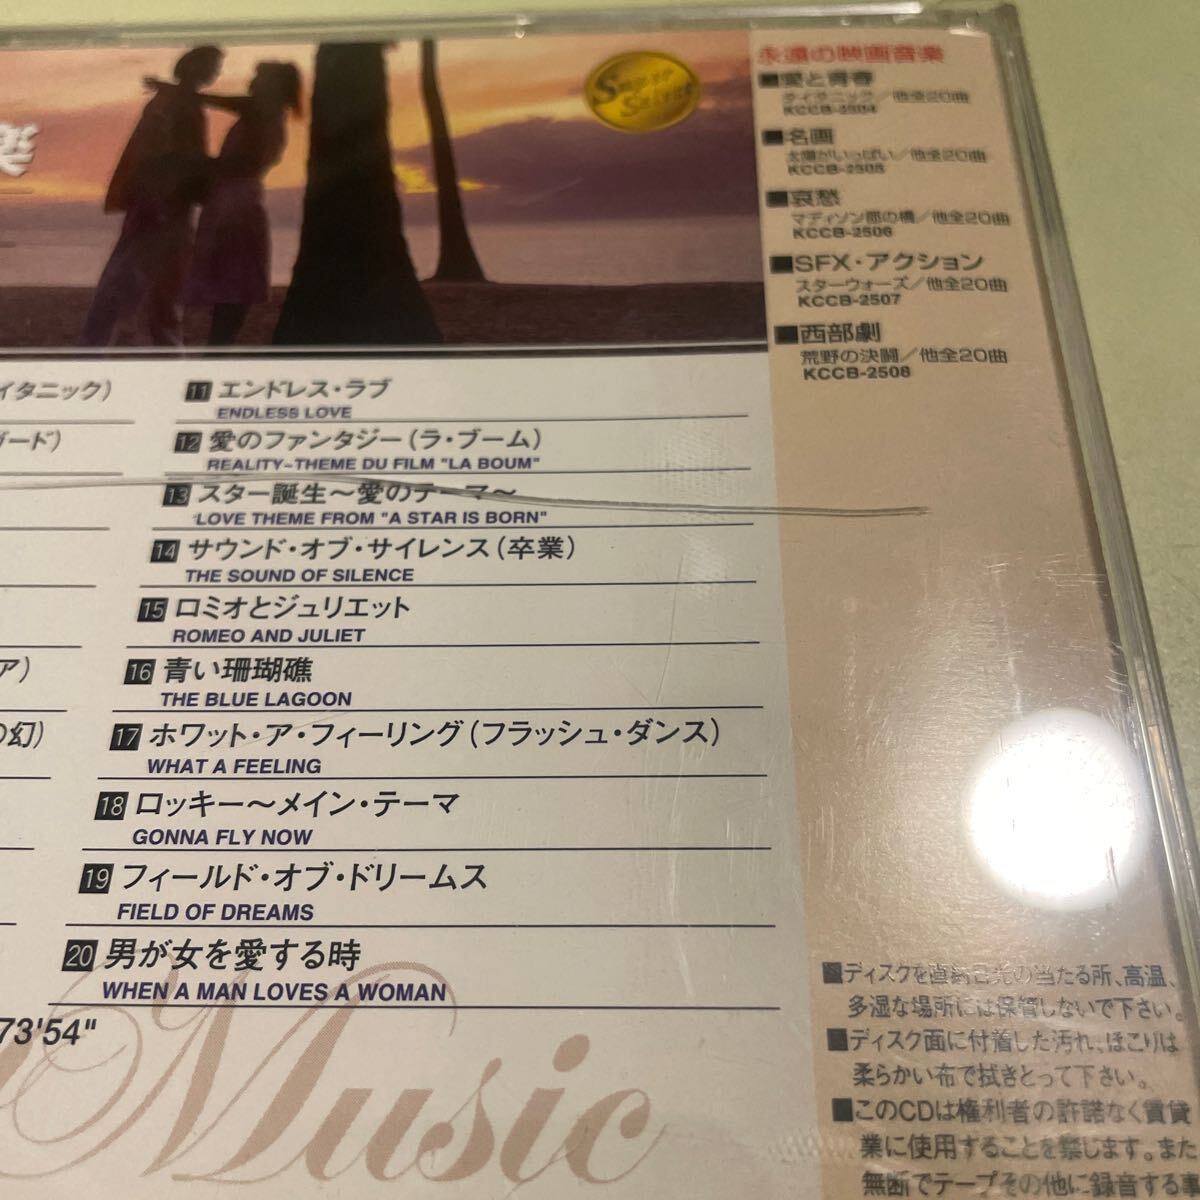 楽
Super Select
永遠の映画音楽
■愛と青春
タイタニック/他全20曲
KCCB-2504
■名画
太陽がいっぱい/他全20曲
KCCB-2505
■哀愁
マディソン郡の橋/他全20曲
KCCB-2506
■SFX・アクション
スターウォーズ/他全20曲
KCCB-2507
■西部劇
荒野の決闘/他全20曲
KCCB-2508
イタニック)
ード)
ア)
の幻)
11 エンドレス・ラブ
ENDLESS LOVE
12 愛のファンタジー(ラ・ブーム)
REALITY-THEME DU FILM "LA BOUM"
13 スター誕生〜愛のテーマ〜
LOVE THEME FROM "A STAR IS BORN"
14 サウンド・オブ・サイレンス(卒業)
THE SOUND OF SILENCE
15 ロミオとジュリエット
ROMEO AND JULIET
16 青い珊瑚礁
THE BLUE LAGOON
17 ホワット・ア・フィーリング(フラッシュ・ダンス)
WHAT A FEELING
18 ロッキー〜メイン・テーマ
GONNA FLY NOW
19 フィールド・オブ・ドリームス
FIELD OF DREAMS
20 男が女を愛する時
WHEN A MAN LOVES A WOMAN
73'54"
Music
■ディスクを直射日光の当たる所、高温、
多湿な場所には保管しないで下さい。
■ディスク面に付着した汚れ、ほこりは
柔らかい布で拭きとって下さい。
■このCDは権利者の許諾なく賃貸
業に使用することを禁じます。また
無断でテープその他に録音する事